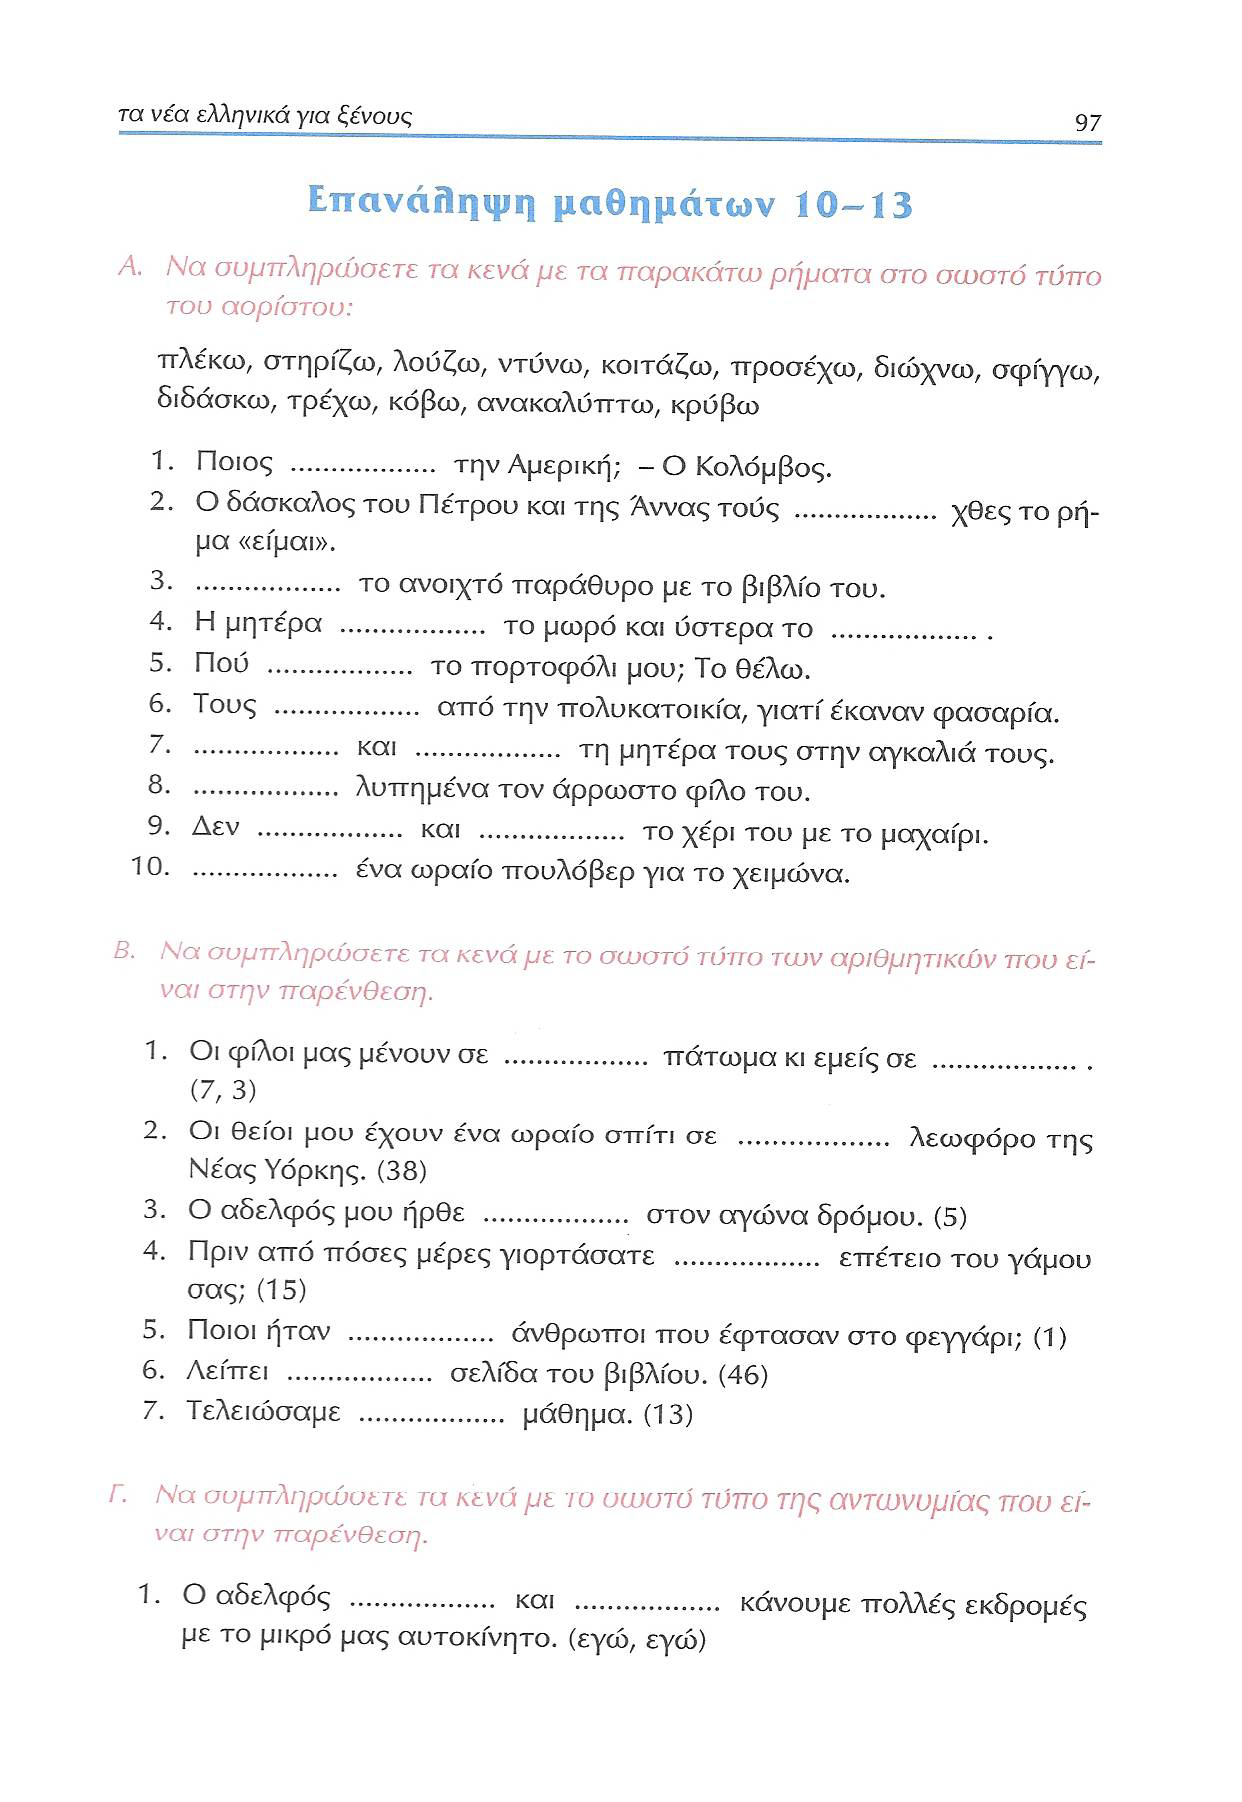 τα νέα ελληνικά για ξένους
97
Επανάληψη μαθημάτων 10–13
Α. Να συμπληρώσετε τα κενά με τα παρακάτω ρήματα στο σωστό τύπο
του αορίστου:
πλέκω, στηρίζω, λούζω, ντύνω, κοιτάζω, προσέχω, διώχνω, σφίγγω,
διδάσκω, τρέχω, κόβω, ανακαλύπτω, κρύβω
1. Ποιος .................. την Αμερική; – Ο Κολόμβος.
2. Ο δάσκαλος του Πέτρου και της Άννας τούς .................. χθες το ρή-
μα «είμαι».
3. .................. το ανοιχτό παράθυρο με το βιβλίο του.
4. Η μητέρα .................. το μωρό και ύστερα το .................. .
5. Πού .................. το πορτοφόλι μου; Το θέλω.
6. Τους .................. από την πολυκατοικία, γιατί έκαναν φασαρία.
7. .................. και .................. τη μητέρα τους στην αγκαλιά τους.
8. .................. λυπημένα τον άρρωστο φίλο του.
9. Δεν .................. και .................. το χέρι του με το μαχαίρι.
10. .................. ένα ωραίο πουλόβερ για το χειμώνα.
Β. Να συμπληρώσετε τα κενά με το σωστό τύπο των αριθμητικών που εί-
ναι στην παρένθεση.
1. Οι φίλοι μας μένουν σε .................. πάτωμα κι εμείς σε .................. .
(7, 3)
2. Οι θείοι μου έχουν ένα ωραίο σπίτι σε .................. λεωφόρο της
Νέας Υόρκης. (38)
3. Ο αδελφός μου ήρθε .................. στον αγώνα δρόμου. (5)
4. Πριν από πόσες μέρες γιορτάσατε .................. επέτειο του γάμου
σας; (15)
5. Ποιοι ήταν .................. άνθρωποι που έφτασαν στο φεγγάρι; (1)
6. Λείπει .................. σελίδα του βιβλίου. (46)
7. Τελειώσαμε .................. μάθημα. (13)
Γ. Να συμπληρώσετε τα κενά με το σωστό τύπο της αντωνυμίας που εί-
ναι στην παρένθεση.
1. Ο αδελφός .................. και .................. κάνουμε πολλές εκδρομές
με το μικρό μας αυτοκίνητο. (εγώ, εγώ)